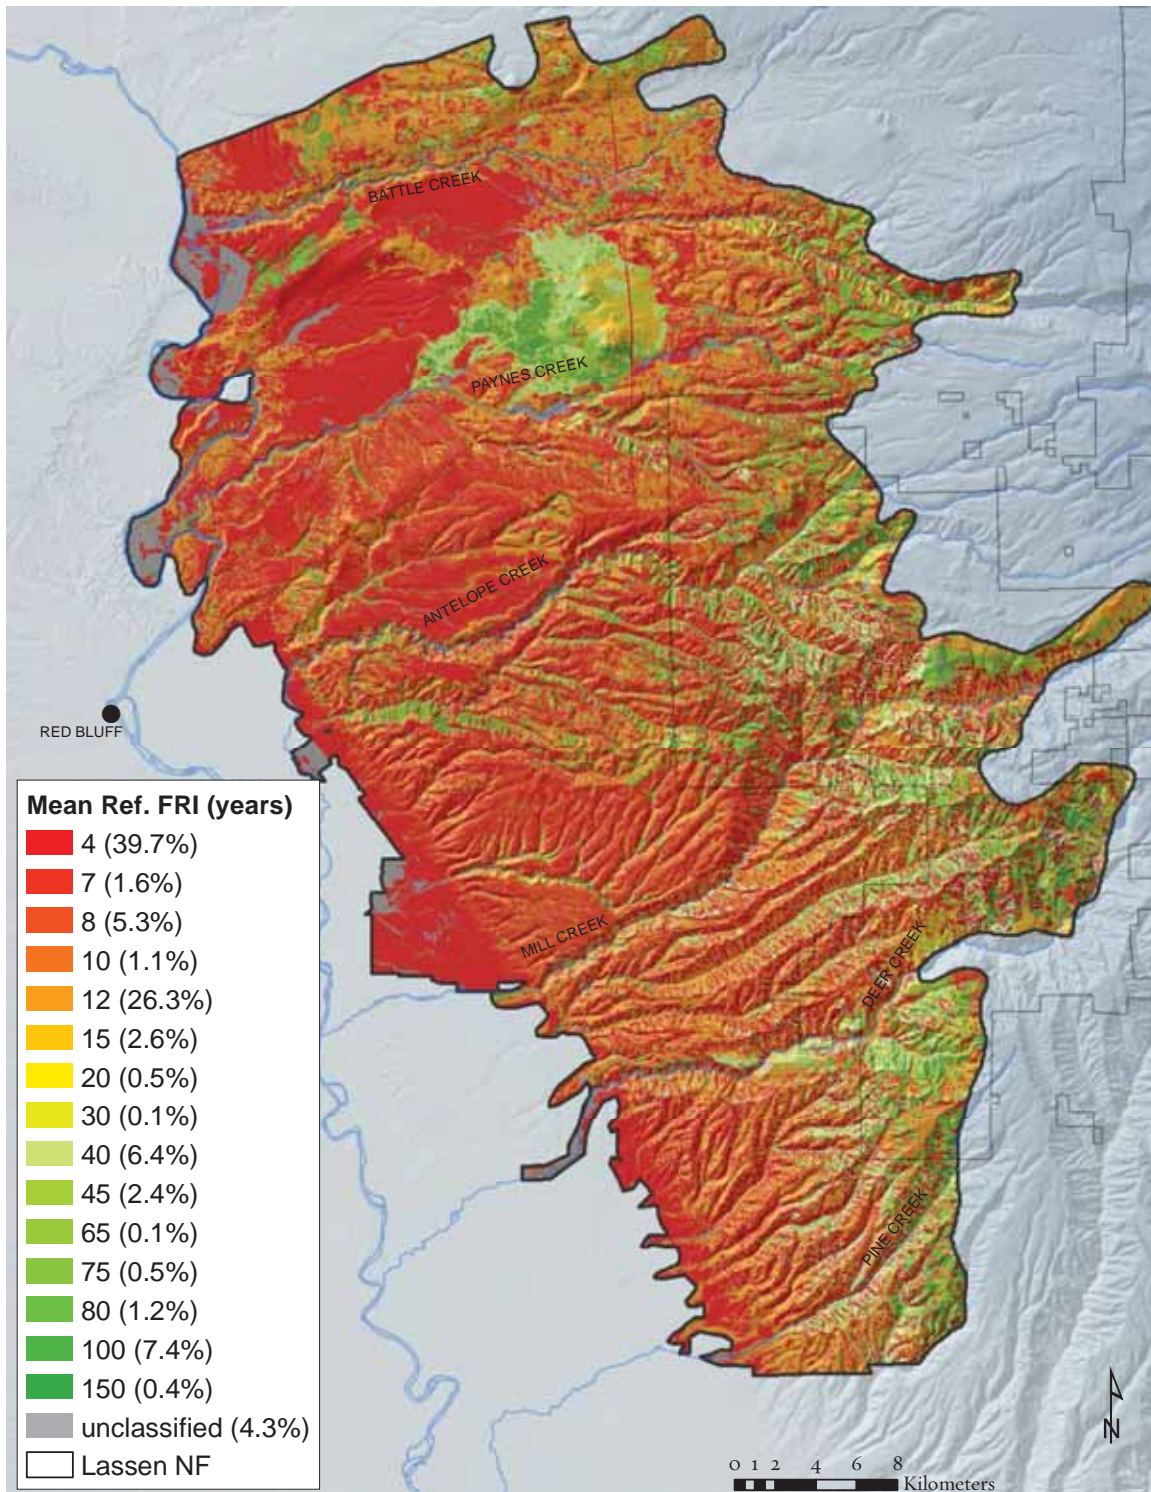 BATTLE CREEK
PAYNES CREEK
ANTELOPE CREEK
RED BLUFF
MILL CREEK
DEER CREEK
PINE CREEK
Mean Ref. FRI (years)
4 (39.7%)
7 (1.6%)
8 (5.3%)
10 (1.1%)
12 (26.3%)
15 (2.6%)
20 (0.5%)
30 (0.1%)
40 (6.4%)
45 (2.4%)
65 (0.1%)
75 (0.5%)
80 (1.2%)
100 (7.4%)
150 (0.4%)
unclassified (4.3%)
Lassen NF
N
0 1 2 4 6 8
Kilometers